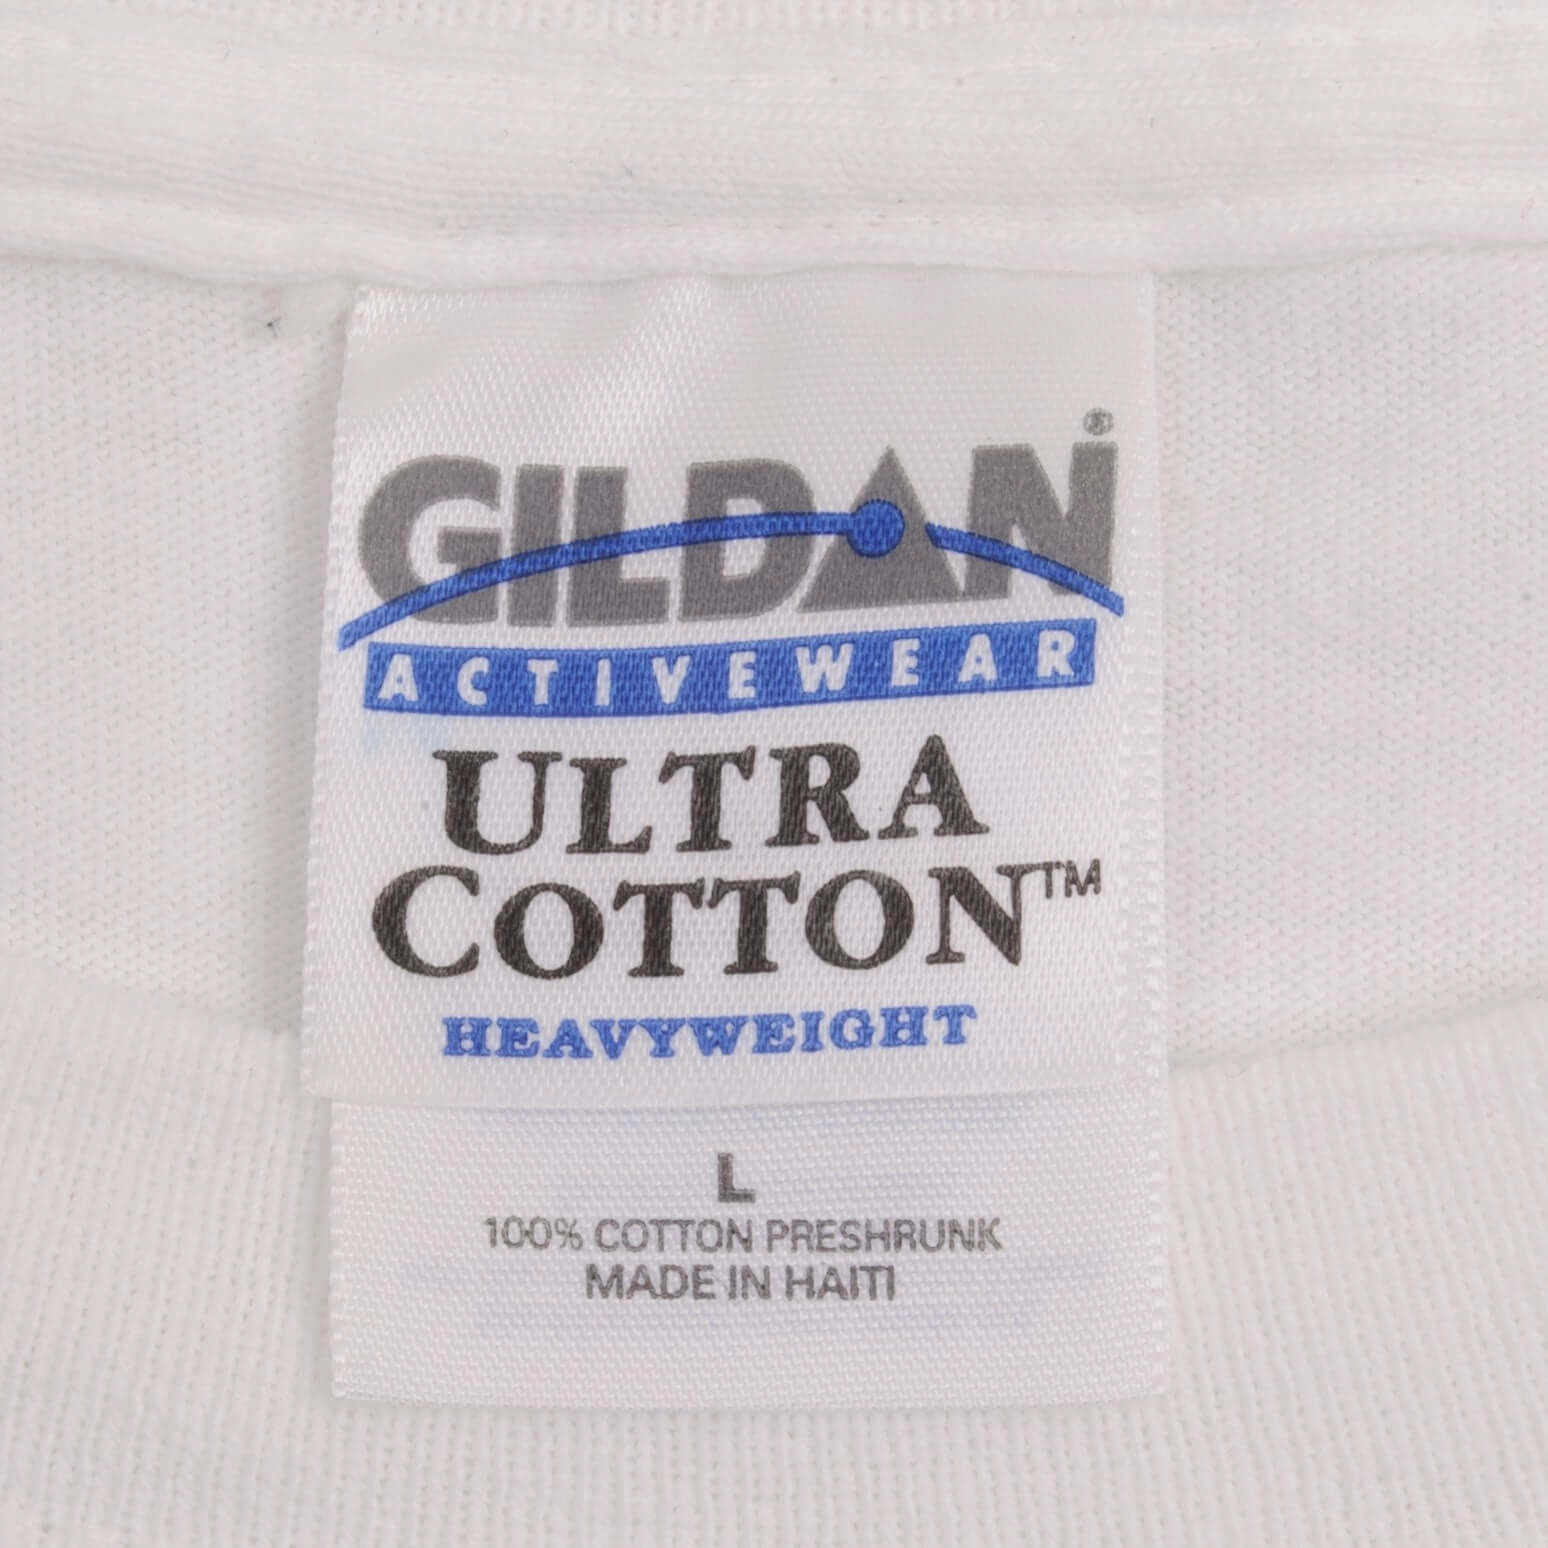 GILDAN®
ACTIVEWEAR
ULTRA
COTTON™
HEAVYWEIGHT
L
100% COTTON PRESHRUNK
MADE IN HAITI